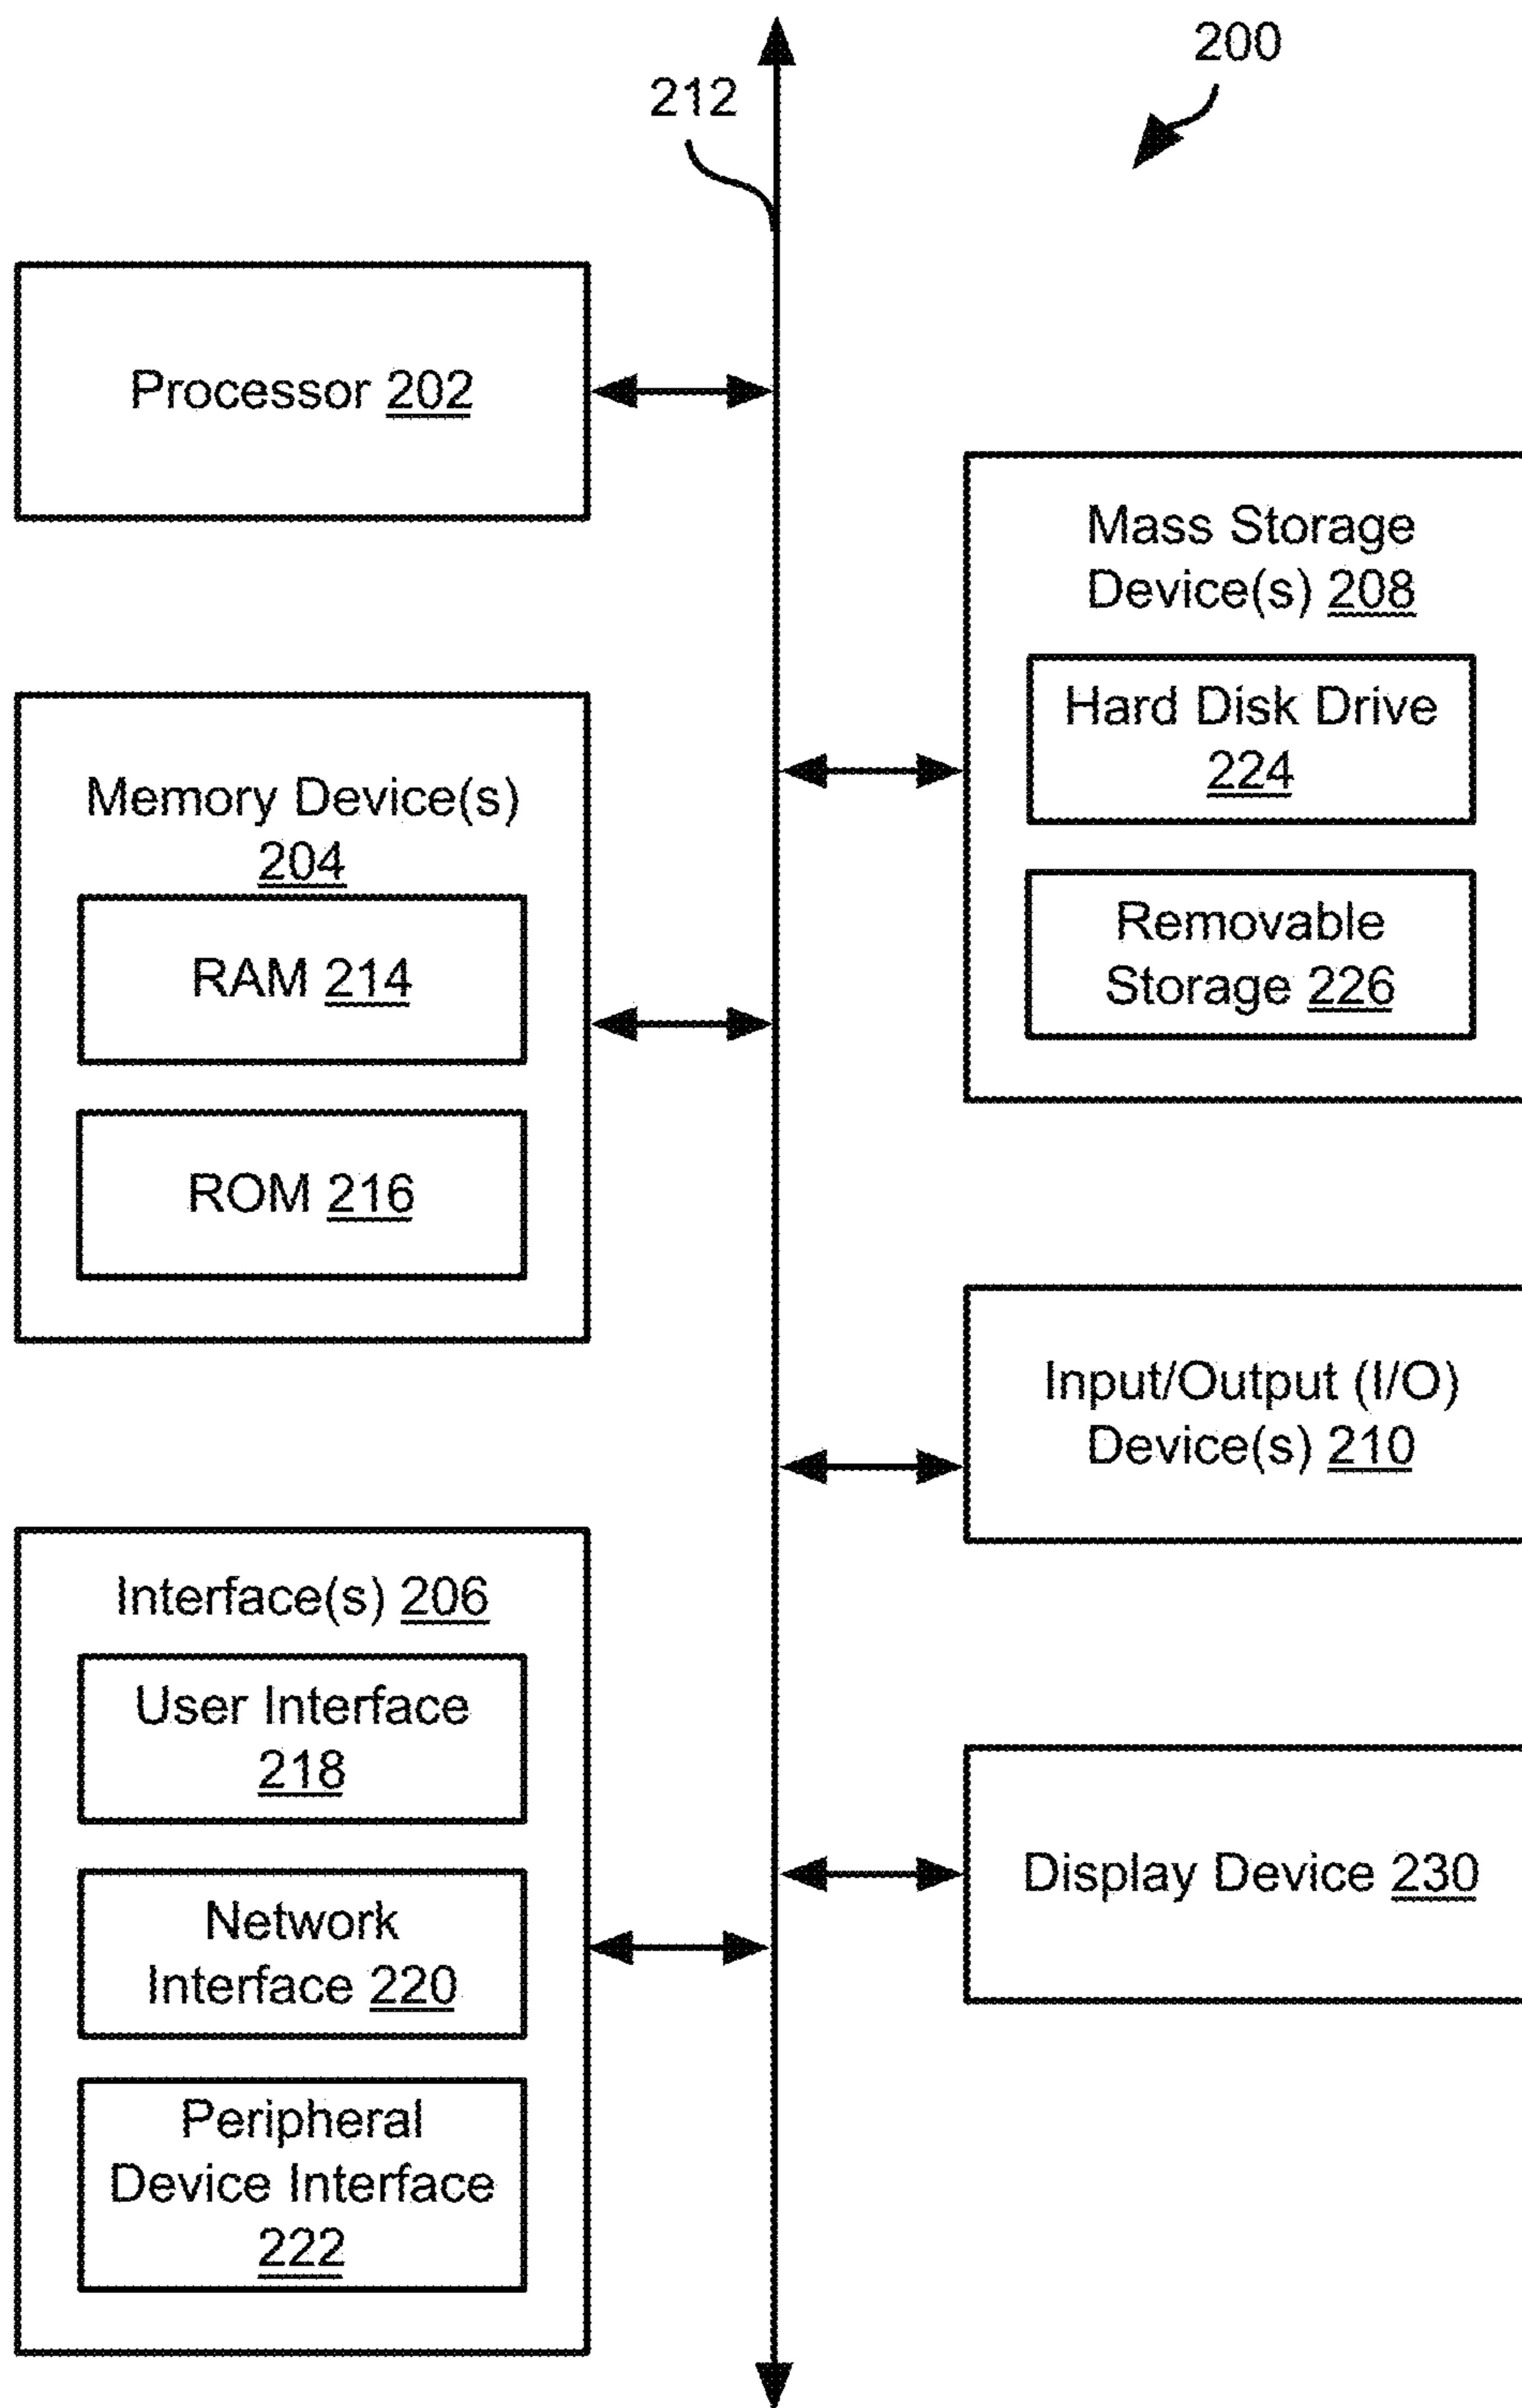 200
212
Processor 202
Mass Storage
Device(s) 208
Hard Disk Drive
224
Removable
Storage 226
Memory Device(s)
204
RAM 214
ROM 216
Input/Output (I/O)
Device(s) 210
Interface(s) 206
User Interface
218
Network
Interface 220
Peripheral
Device Interface
222
Display Device 230